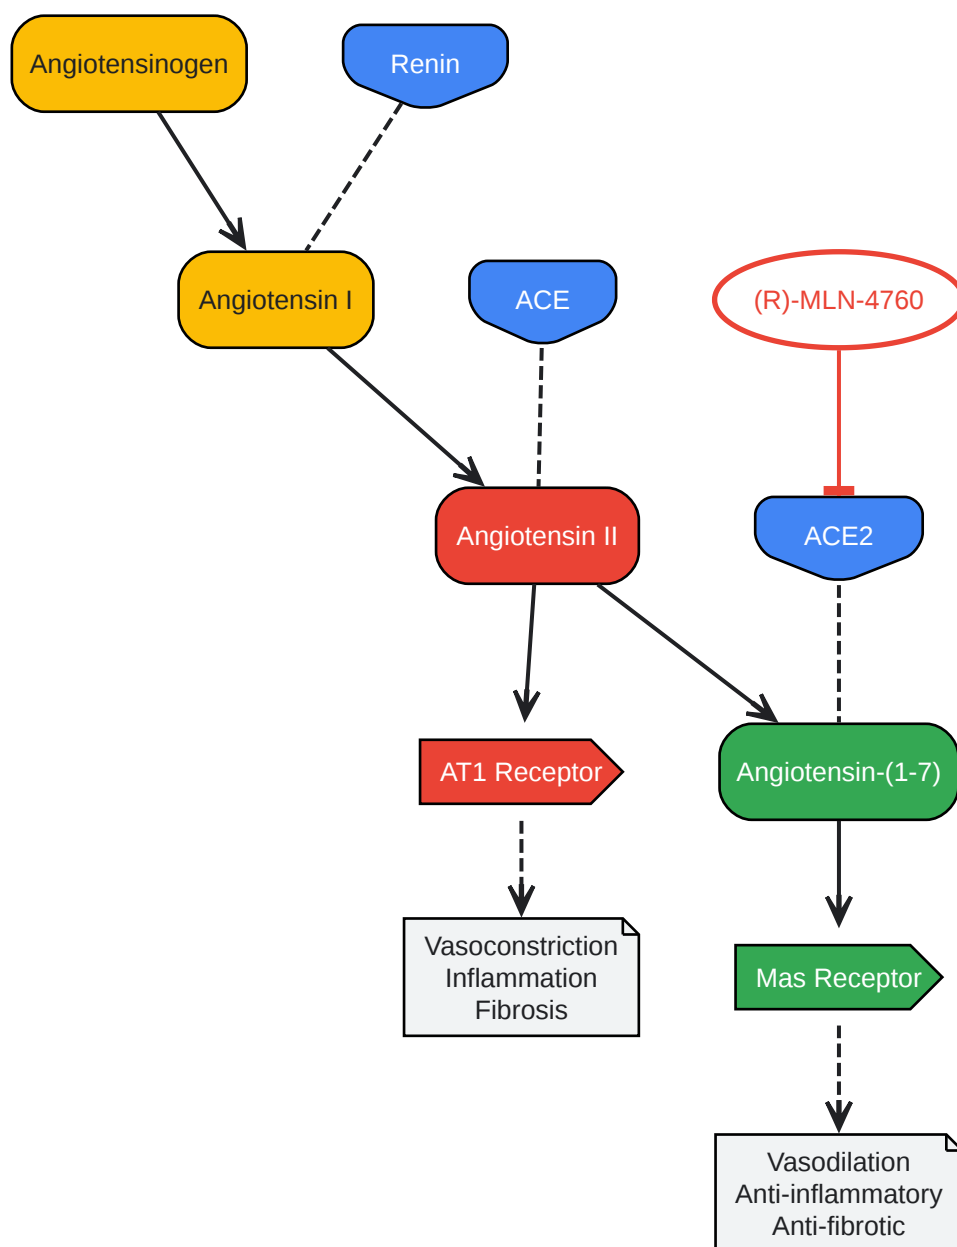 Angiotensinogen
Renin
Angiotensin I
ACE
(R)-MLN-4760
Angiotensin II
ACE2
AT1 Receptor
Angiotensin-(1-7)
Vasoconstriction
Inflammation
Fibrosis
Mas Receptor
Vasodilation
Anti-inflammatory
Anti-fibrotic